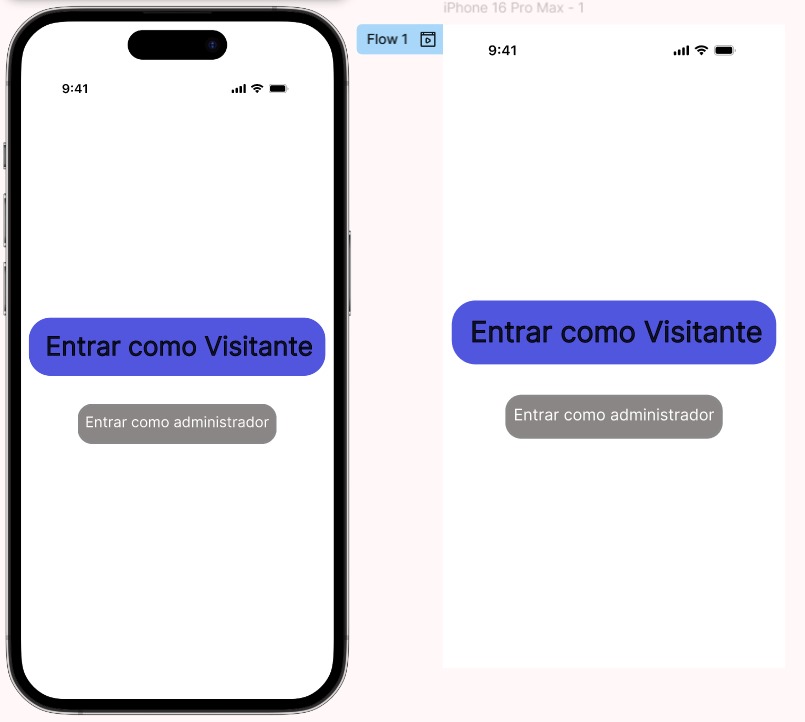 iPhone 16 Pro Max - 1
Flow 1
9:41
Entrar como Visitante
Entrar como administrador
9:41
Entrar como Visitante
Entrar como administrador